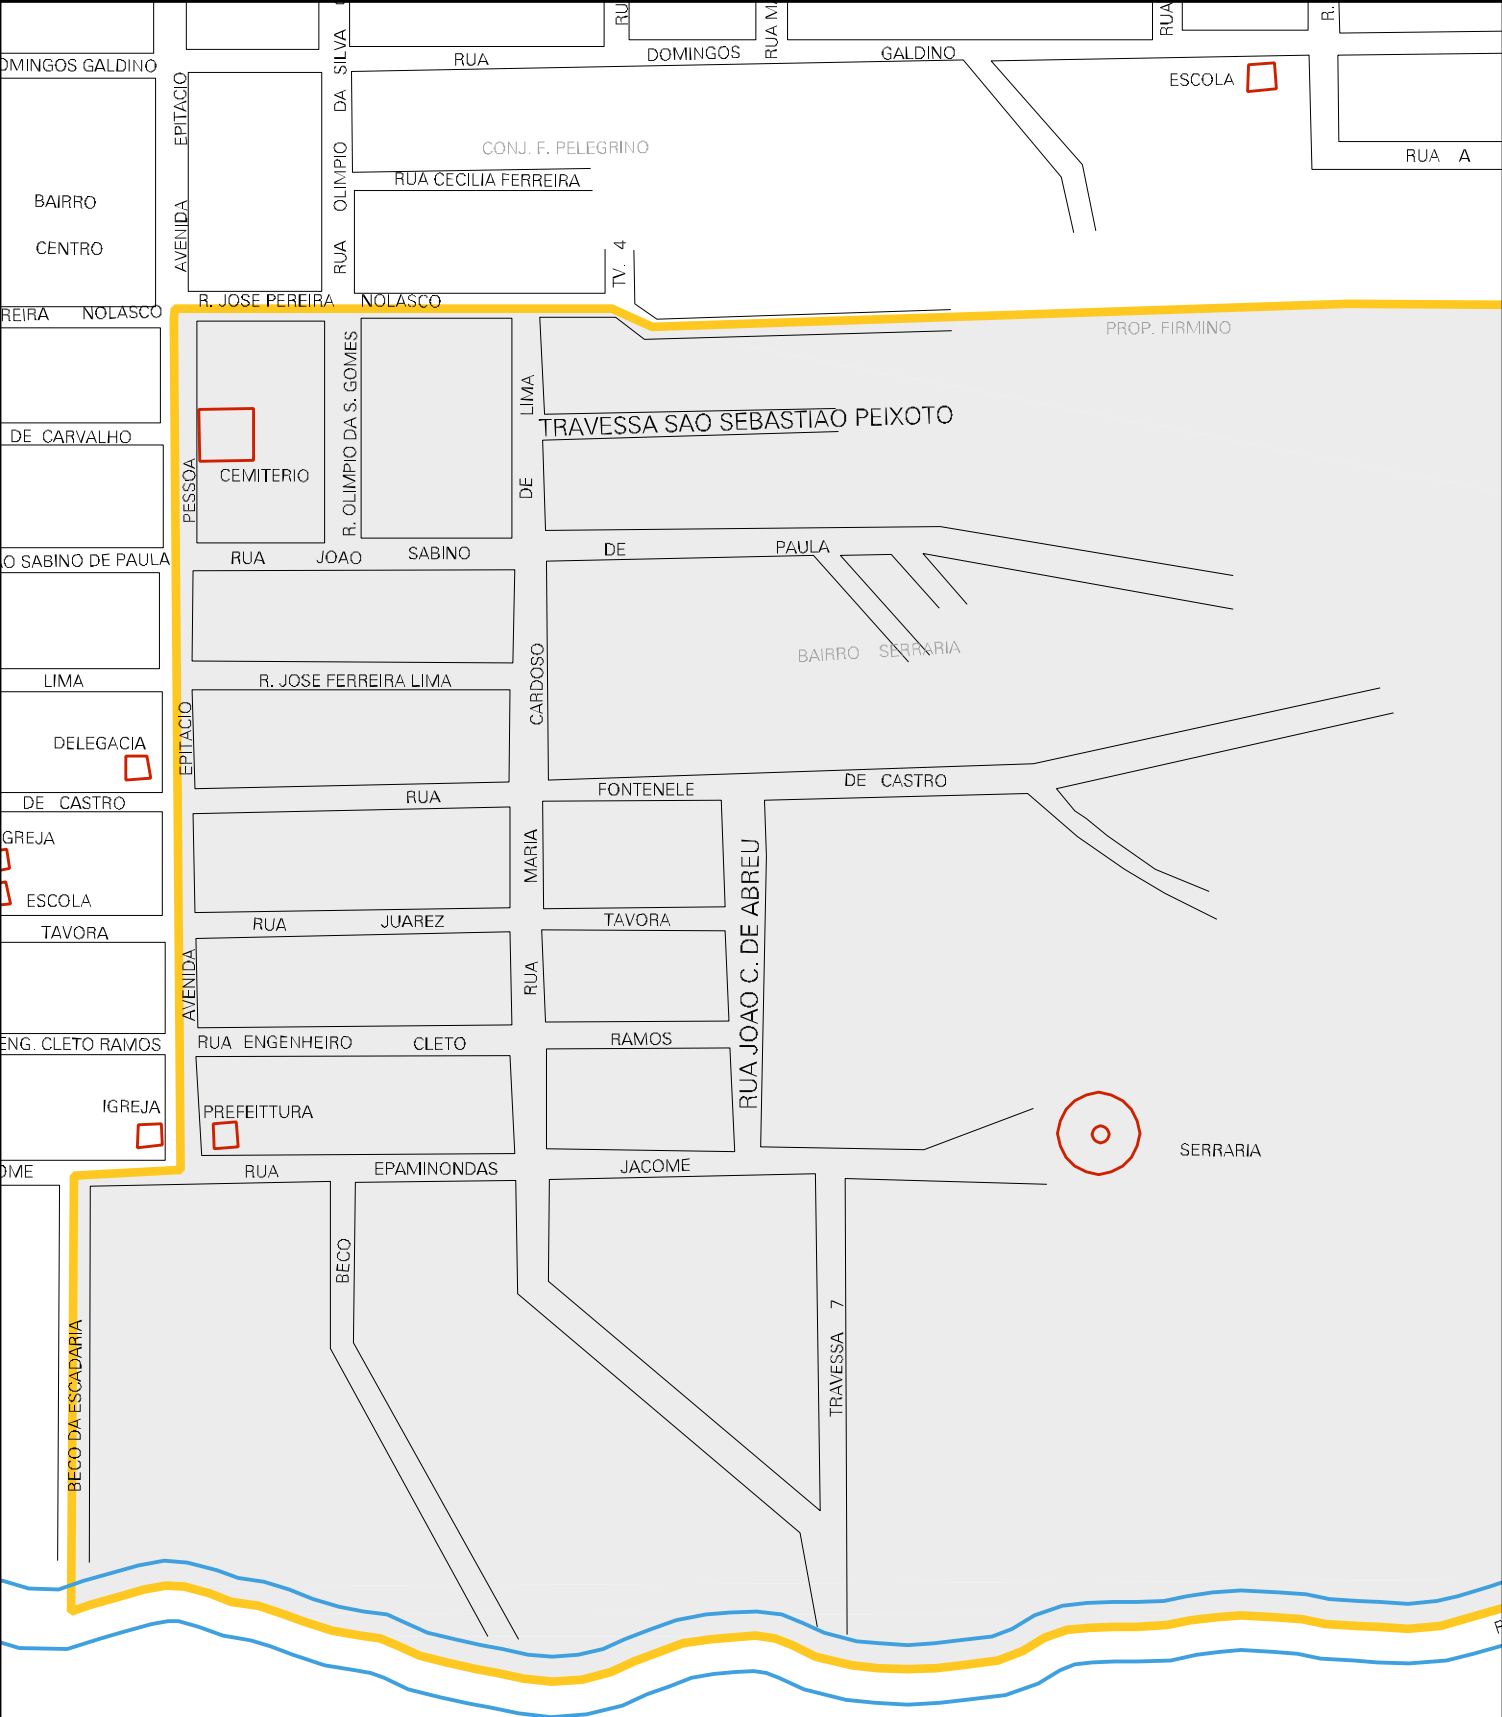 RUA DOMINGOS GALDINO
OMINGOS GALDINO
ESCOLA
RUA A
RUA
R.
RU
AVENIDA EPITACIO
RUA OLIMPIO DA SILVA
CONJ. F. PELEGRINO
RUA CECILIA FERREIRA
BAIRRO
CENTRO
TV. 4
R. JOSE PEREIRA NOLASCO
REIRA NOLASCO
PROP. FIRMINO
R. OLIMPIO DA S. GOMES
LIMA
TRAVESSA SAO SEBASTIAO PEIXOTO
DE CARVALHO
PESSOA
CEMITERIO
DE
RUA JOAO SABINO DE PAULA
O SABINO DE PAULA
BAIRRO SERRARIA
CARDOSO
LIMA
R. JOSE FERREIRA LIMA
EPITACIO
DELEGACIA
DE CASTRO
RUA FONTENELE DE CASTRO
GREJA
MARIA
RUA JOAO C. DE ABREU
ESCOLA
TAVORA
RUA JUAREZ TAVORA
AVENIDA
RUA
ENG. CLETO RAMOS
RUA ENGENHEIRO CLETO RAMOS
IGREJA
PREFEITTURA
SERRARIA
OME
RUA EPAMINONDAS JACOME
BECO
TRAVESSA 7
BECO DA ESCADARIA